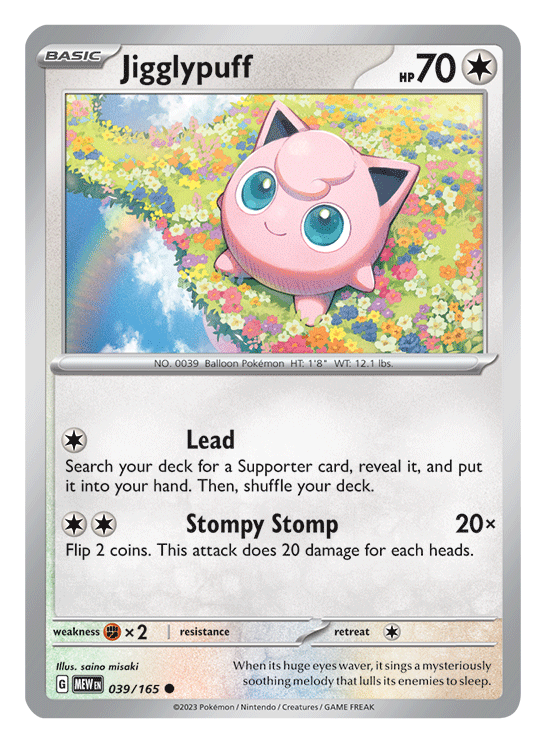 BASIC
Jigglypuff
HP 70
NO. 0039 Balloon Pokémon HT: 1'8" WT: 12.1 lbs.
Lead
Search your deck for a Supporter card, reveal it, and put
it into your hand. Then, shuffle your deck.
Stompy Stomp 20×
Flip 2 coins. This attack does 20 damage for each heads.
weakness × 2 resistance retreat
Illus. saino misaki
When its huge eyes waver, it sings a mysteriously
soothing melody that lulls its enemies to sleep.
G MEW EN 039/165
©2023 Pokémon / Nintendo / Creatures / GAME FREAK